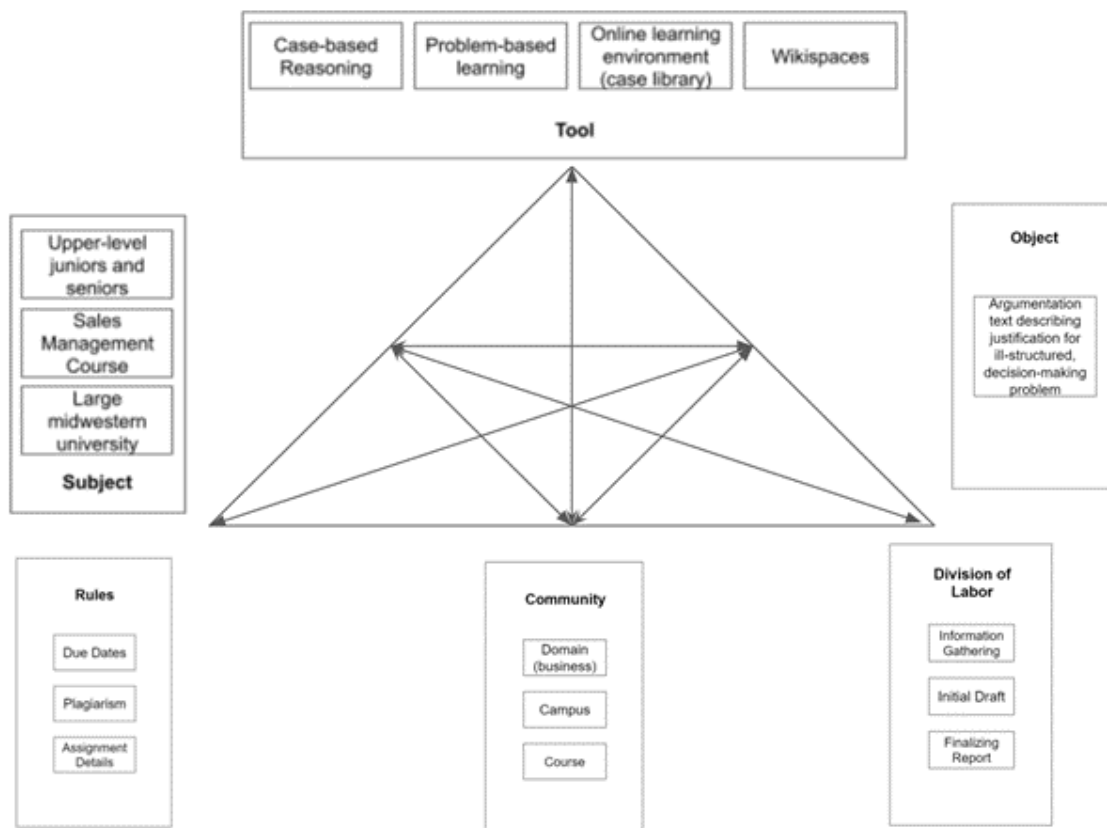 Case-based
Reasoning
Problem-based
learning
Online learning
environment
(case library)
Wikispaces
Tool
Upper-level
juniors and
seniors
Sales
Management
Course
Large
midwestern
university
Subject
Object
Argumentation
text describing
justification for
ill-structured,
decision-making
problem
Rules
Due Dates
Plagiarism
Assignment
Details
Community
Domain
(business)
Campus
Course
Division of
Labor
Information
Gathering
Initial Draft
Finalizing
Report